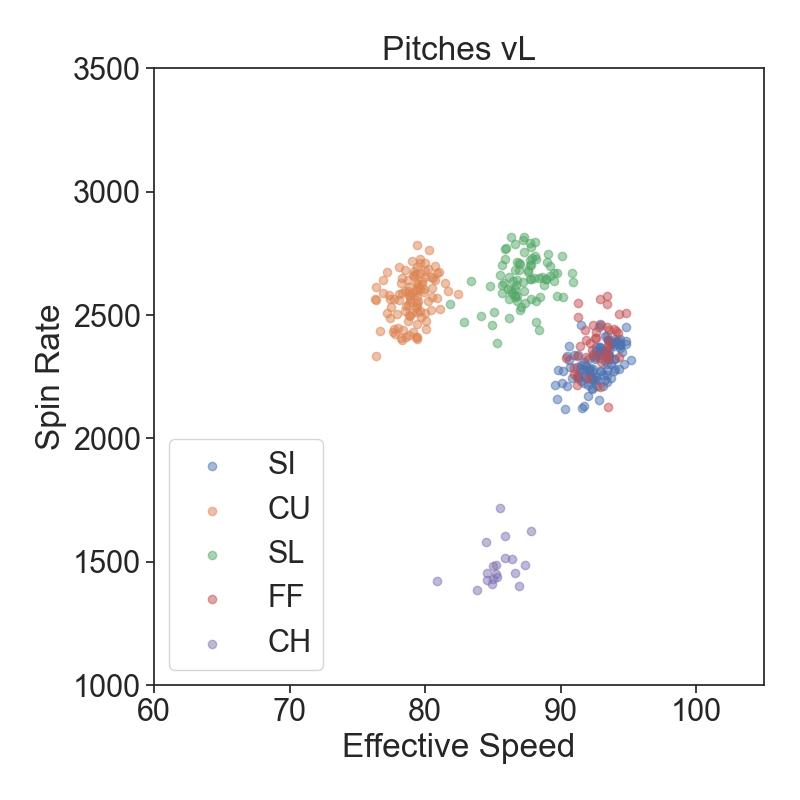 Pitches vL
3500
3000
2500
2000
1500
1000
Spin Rate
SI
CU
SL
FF
CH
60 70 80 90 100
Effective Speed